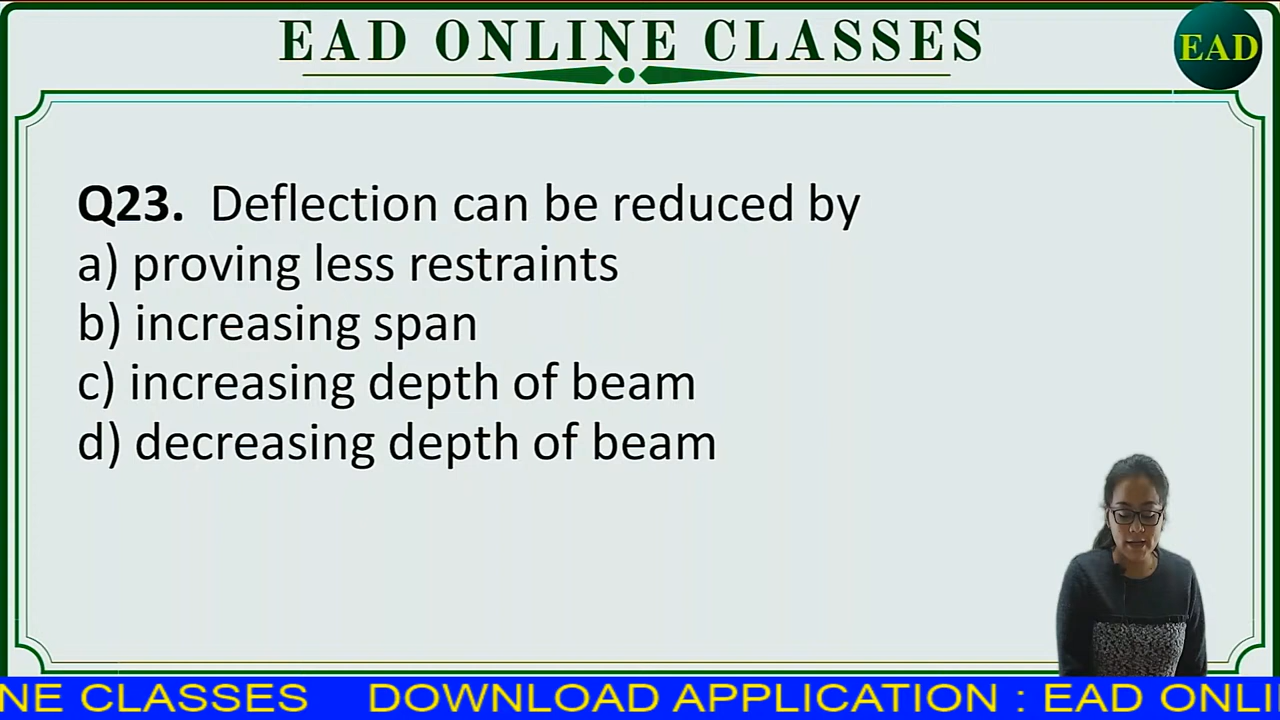 EAD ONLINE CLASSES
EAD
Q23. Deflection can be reduced by
a) proving less restraints
b) increasing span
c) increasing depth of beam
d) decreasing depth of beam
NE CLASSES DOWNLOAD APPLICATION : EAD ONLI